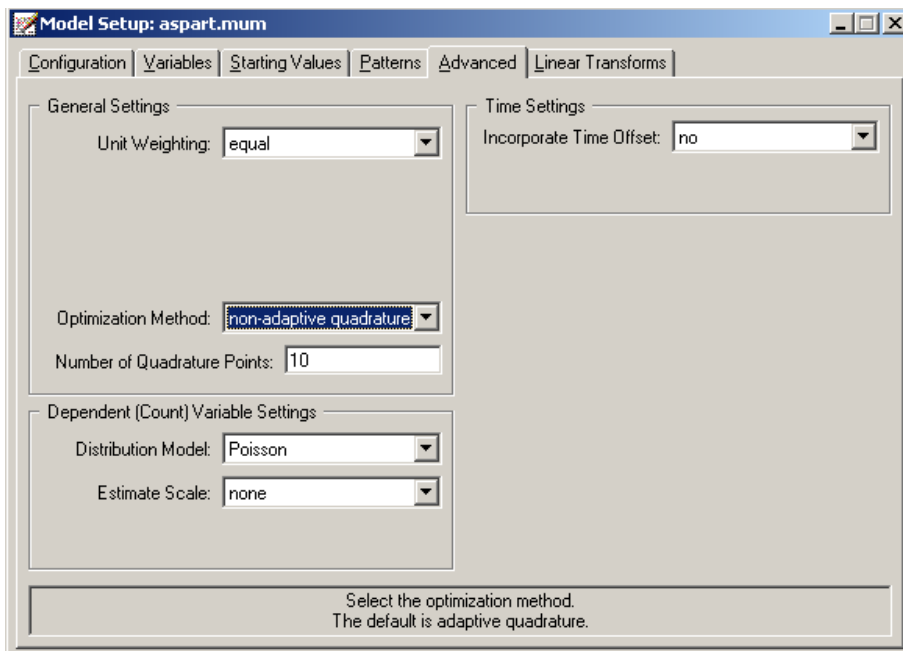 Model Setup: aspart.mum
Configuration Variables Starting Values Patterns Advanced Linear Transforms
General Settings
Unit Weighting: equal
Optimization Method: non-adaptive quadrature
Number of Quadrature Points: 10
Dependent (Count) Variable Settings
Distribution Model: Poisson
Estimate Scale: none
Time Settings
Incorporate Time Offset: no
Select the optimization method.
The default is adaptive quadrature.